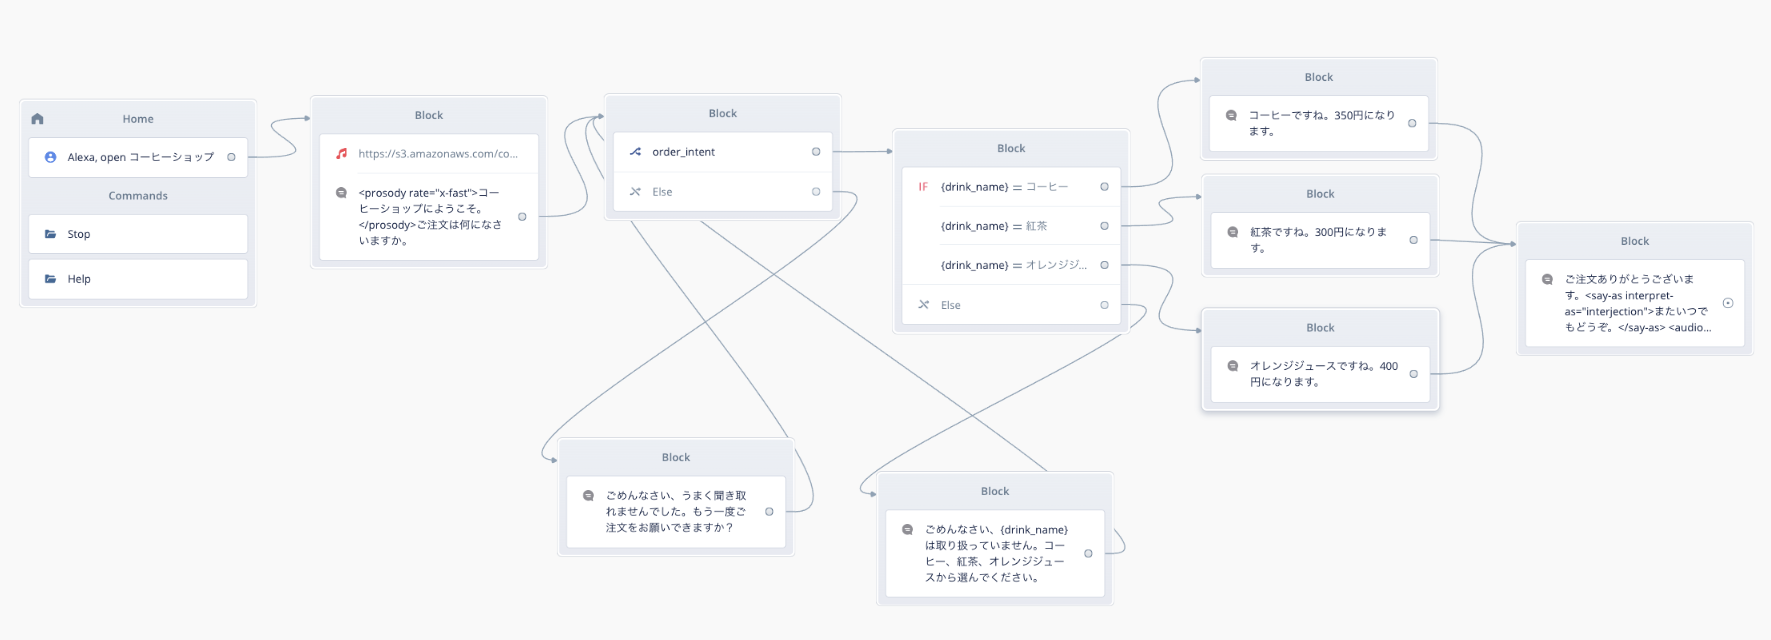 Home
Alexa, open コーヒーショップ
Commands
Stop
Help
Block
https://s3.amazonaws.com/co...
<prosody rate="x-fast">コー
ヒーショップにようこそ。
</prosody>ご注文は何になさ
いますか。
Block
order_intent
Else
Block
IF {drink_name} = コーヒー
{drink_name} = 紅茶
{drink_name} = オレンジジ...
Else
Block
コーヒーですね。350円になり
ます。
Block
紅茶ですね。300円になりま
す。
Block
オレンジジュースですね。400
円になります。
Block
ご注文ありがとうございま
す。<say-as interpret-
as="interjection">またいつで
もどうぞ。</say-as> <audio...
Block
ごめんなさい、うまく聞き取
れませんでした。もう一度ご
注文をお願いできますか？
Block
ごめんなさい、{drink_name}
は取り扱っていません。コー
ヒー、紅茶、オレンジジュー
スから選んでください。